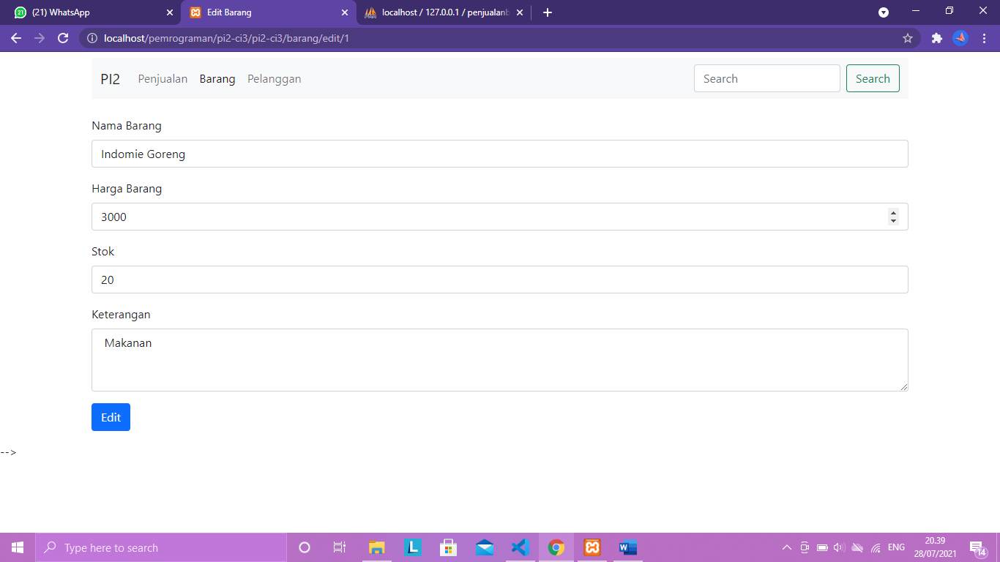 (21) WhatsApp
Edit Barang
localhost / 127.0.0.1 / penjualanb
localhost/pemrograman/pi2-ci3/pi2-ci3/barang/edit/1
PI2 Penjualan Barang Pelanggan Search Search
Nama Barang
Indomie Goreng
Harga Barang
3000
Stok
20
Keterangan
Makanan
Edit
-->
Type here to search
L
W
ENG
20.39
28/07/2021
14